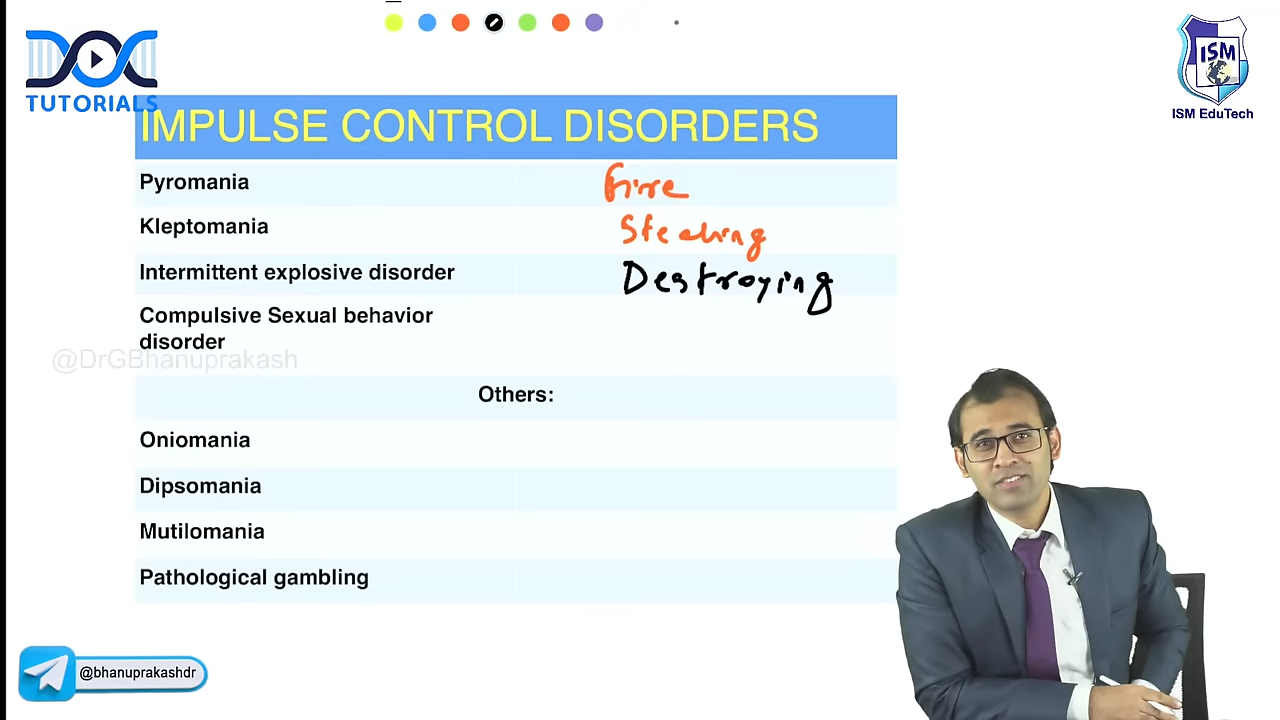 DOC
TUTORIALS
ISM
ISM EduTech
IMPULSE CONTROL DISORDERS
Pyromania Fire
Kleptomania Stealing
Intermittent explosive disorder Destroying
Compulsive Sexual behavior
disorder
@DrGBhanuprakash
Others:
Oniomania
Dipsomania
Mutilomania
Pathological gambling
@bhanuprakashdr